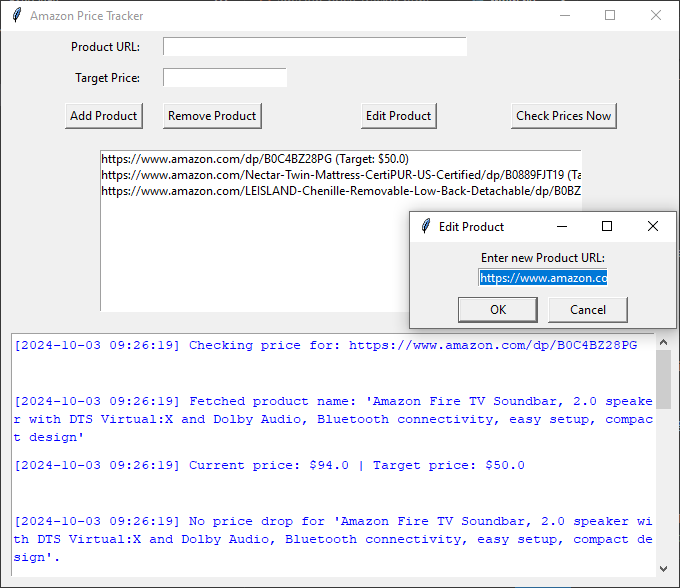 Amazon Price Tracker
Product URL:
Target Price:
Add Product Remove Product Edit Product Check Prices Now
https://www.amazon.com/dp/B0C4BZ28PG (Target: $50.0)
https://www.amazon.com/Nectar-Twin-Mattress-CertiPUR-US-Certified/dp/B0889FJT19 (Ta
https://www.amazon.com/LEISLAND-Chenille-Removable-Low-Back-Detachable/dp/B0BZ
Edit Product
Enter new Product URL:
https://www.amazon.co
OK Cancel
[2024-10-03 09:26:19] Checking price for: https://www.amazon.com/dp/B0C4BZ28PG
[2024-10-03 09:26:19] Fetched product name: 'Amazon Fire TV Soundbar, 2.0 speake
r with DTS Virtual:X and Dolby Audio, Bluetooth connectivity, easy setup, compac
t design'
[2024-10-03 09:26:19] Current price: $94.0 | Target price: $50.0
[2024-10-03 09:26:19] No price drop for 'Amazon Fire TV Soundbar, 2.0 speaker wi
th DTS Virtual:X and Dolby Audio, Bluetooth connectivity, easy setup, compact de
sign'.